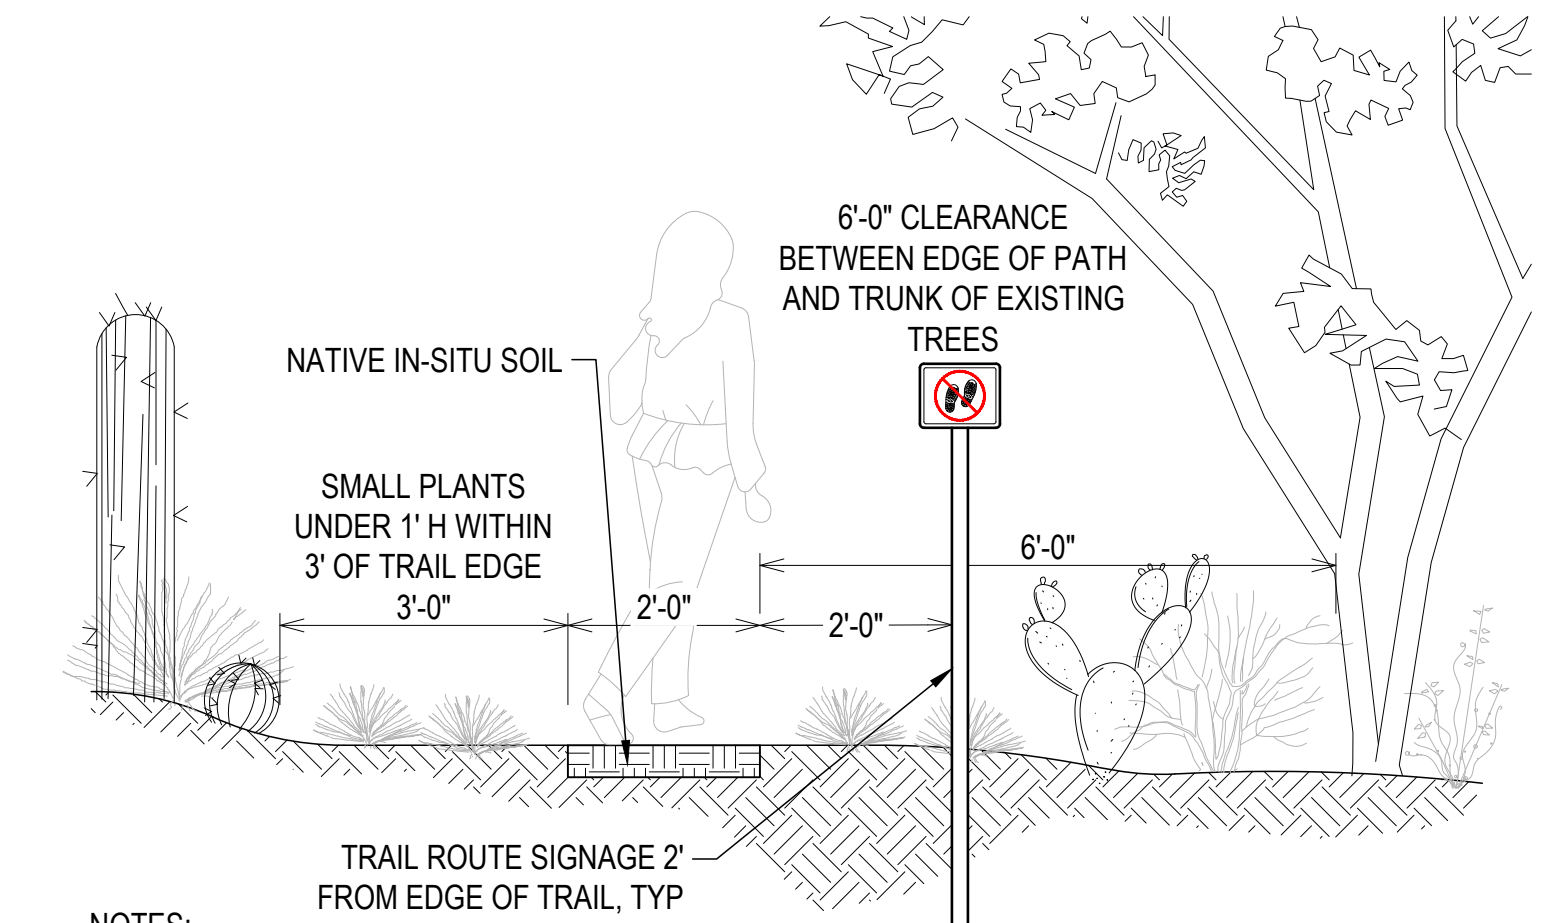 6'-0" CLEARANCE
BETWEEN EDGE OF PATH
AND TRUNK OF EXISTING
TREES
NATIVE IN-SITU SOIL
SMALL PLANTS
UNDER 1' H WITHIN
3' OF TRAIL EDGE
3'-0"
2'-0"
2'-0"
6'-0"
TRAIL ROUTE SIGNAGE 2'
FROM EDGE OF TRAIL, TYP
NOTES: